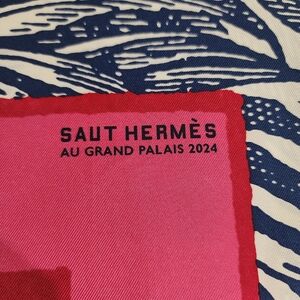 SAUT HERMÈS
AU GRAND PALAIS 2024